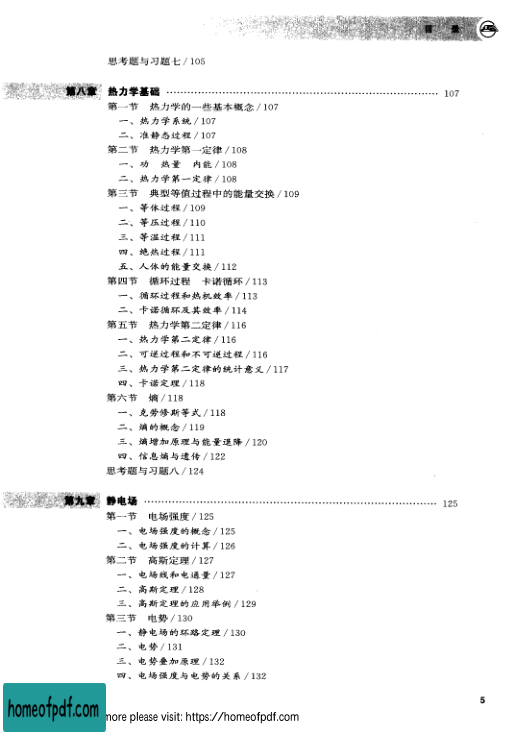 目 录
思考题与习题七/105
第八章 热力学基础 107
第一节 热力学的一些基本概念/107
一、热力学系统/107
二、准静态过程/107
第二节 热力学第一定律/108
一、功 热量 内能/108
二、热力学第一定律/108
第三节 典型等值过程中的能量交换/109
一、等体过程/109
二、等压过程/110
三、等温过程/111
四、绝热过程/111
五、人体的能量交换/112
第四节 循环过程 卡诺循环/113
一、循环过程和热机效率/113
二、卡诺循环及其效率/114
第五节 热力学第二定律/116
一、热力学第二定律/116
二、可逆过程和不可逆过程/116
三、热力学第二定律的统计意义/117
四、卡诺定理/118
第六节 熵/118
一、克劳修斯等式/118
二、熵的概念/119
三、熵增加原理与能量退降/120
四、信息熵与遗传/122
思考题与习题八/124
第九章 静电场 125
第一节 电场强度/125
一、电场强度的概念/125
二、电场强度的计算/126
第二节 高斯定理/127
一、电场线和电通量/127
二、高斯定理/128
三、高斯定理的应用举例/129
第三节 电势/130
一、静电场的环路定理/130
二、电势/131
三、电势叠加原理/132
四、电场强度与电势的关系/132
5
homeofpdf.com
more please visit: https://homeofpdf.com